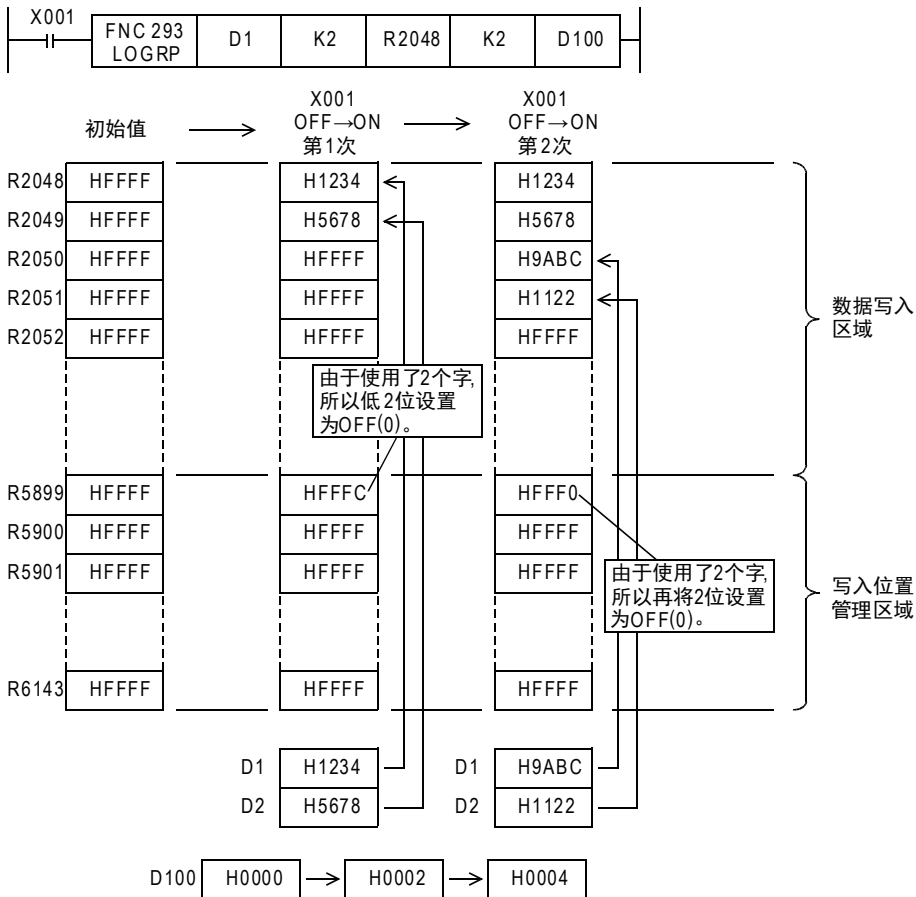 X001
FNC 293 LOGRP D1 K2 R2048 K2 D100
初始值
X001
OFF→ON
第1次
X001
OFF→ON
第2次
R2048 HFFFF H1234 H1234
R2049 HFFFF H5678 H5678
R2050 HFFFF HFFFF H9ABC
R2051 HFFFF HFFFF H1122
R2052 HFFFF HFFFF HFFFF
数据写入
区域
由于使用了2个字,
所以低2位设置
为OFF(0)。
R5899 HFFFF HFFFC HFFF0
R5900 HFFFF HFFFF HFFFF
R5901 HFFFF HFFFF HFFFF
由于使用了2个字,
所以再将2位设置
为OFF(0)。
写入位置
管理区域
R6143 HFFFF HFFFF HFFFF
D1 H1234 D1 H9ABC
D2 H5678 D2 H1122
D100 H0000 H0002 H0004